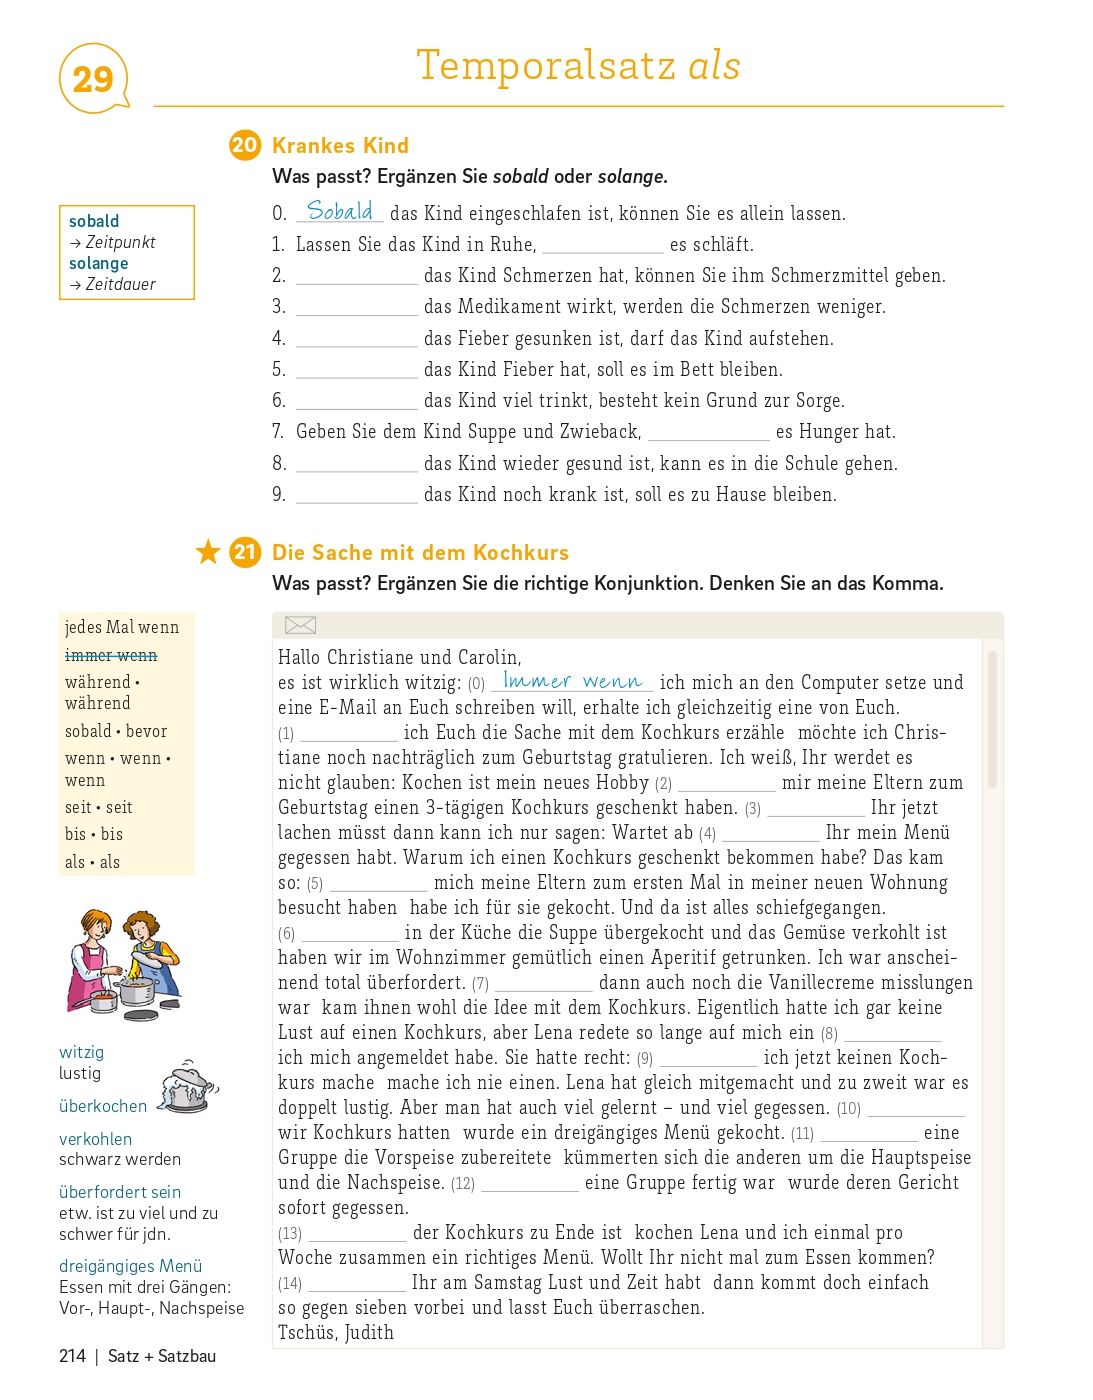 29
Temporalsatz als
20 Krankes Kind
Was passt? Ergänzen Sie sobald oder solange.
sobald
→ Zeitpunkt
solange
→ Zeitdauer
0. Sobald das Kind eingeschlafen ist, können Sie es allein lassen.
1. Lassen Sie das Kind in Ruhe, ____________ es schläft.
2. ____________ das Kind Schmerzen hat, können Sie ihm Schmerzmittel geben.
3. ____________ das Medikament wirkt, werden die Schmerzen weniger.
4. ____________ das Fieber gesunken ist, darf das Kind aufstehen.
5. ____________ das Kind Fieber hat, soll es im Bett bleiben.
6. ____________ das Kind viel trinkt, besteht kein Grund zur Sorge.
7. Geben Sie dem Kind Suppe und Zwieback, ____________ es Hunger hat.
8. ____________ das Kind wieder gesund ist, kann es in die Schule gehen.
9. ____________ das Kind noch krank ist, soll es zu Hause bleiben.
★ 21 Die Sache mit dem Kochkurs
Was passt? Ergänzen Sie die richtige Konjunktion. Denken Sie an das Komma.
jedes Mal wenn
immer wenn
während •
während
sobald • bevor
wenn • wenn •
wenn
seit • seit
bis • bis
als • als
Hallo Christiane und Carolin,
es ist wirklich witzig: (0) Immer wenn ich mich an den Computer setze und
eine E-Mail an Euch schreiben will, erhalte ich gleichzeitig eine von Euch.
(1) __________ ich Euch die Sache mit dem Kochkurs erzähle möchte ich Chris-
tiane noch nachträglich zum Geburtstag gratulieren. Ich weiß, Ihr werdet es
nicht glauben: Kochen ist mein neues Hobby (2) __________ mir meine Eltern zum
Geburtstag einen 3-tägigen Kochkurs geschenkt haben. (3) __________ Ihr jetzt
lachen müsst dann kann ich nur sagen: Wartet ab (4) __________ Ihr mein Menü
gegessen habt. Warum ich einen Kochkurs geschenkt bekommen habe? Das kam
so: (5) __________ mich meine Eltern zum ersten Mal in meiner neuen Wohnung
besucht haben habe ich für sie gekocht. Und da ist alles schiefgegangen.
(6) __________ in der Küche die Suppe übergekocht und das Gemüse verkohlt ist
haben wir im Wohnzimmer gemütlich einen Aperitif getrunken. Ich war anschei-
nend total überfordert. (7) __________ dann auch noch die Vanillecreme misslungen
war kam ihnen wohl die Idee mit dem Kochkurs. Eigentlich hatte ich gar keine
Lust auf einen Kochkurs, aber Lena redete so lange auf mich ein (8) __________
ich mich angemeldet habe. Sie hatte recht: (9) __________ ich jetzt keinen Koch-
kurs mache mache ich nie einen. Lena hat gleich mitgemacht und zu zweit war es
doppelt lustig. Aber man hat auch viel gelernt – und viel gegessen. (10) __________
wir Kochkurs hatten wurde ein dreigängiges Menü gekocht. (11) __________ eine
Gruppe die Vorspeise zubereitete kümmerten sich die anderen um die Hauptspeise
und die Nachspeise. (12) __________ eine Gruppe fertig war wurde deren Gericht
sofort gegessen.
(13) __________ der Kochkurs zu Ende ist kochen Lena und ich einmal pro
Woche zusammen ein richtiges Menü. Wollt Ihr nicht mal zum Essen kommen?
(14) __________ Ihr am Samstag Lust und Zeit habt dann kommt doch einfach
so gegen sieben vorbei und lasst Euch überraschen.
Tschüs, Judith
witzig
lustig
überkochen
verkohlen
schwarz werden
überfordert sein
etw. ist zu viel und zu
schwer für jdn.
dreigängiges Menü
Essen mit drei Gängen:
Vor-, Haupt-, Nachspeise
214 | Satz + Satzbau